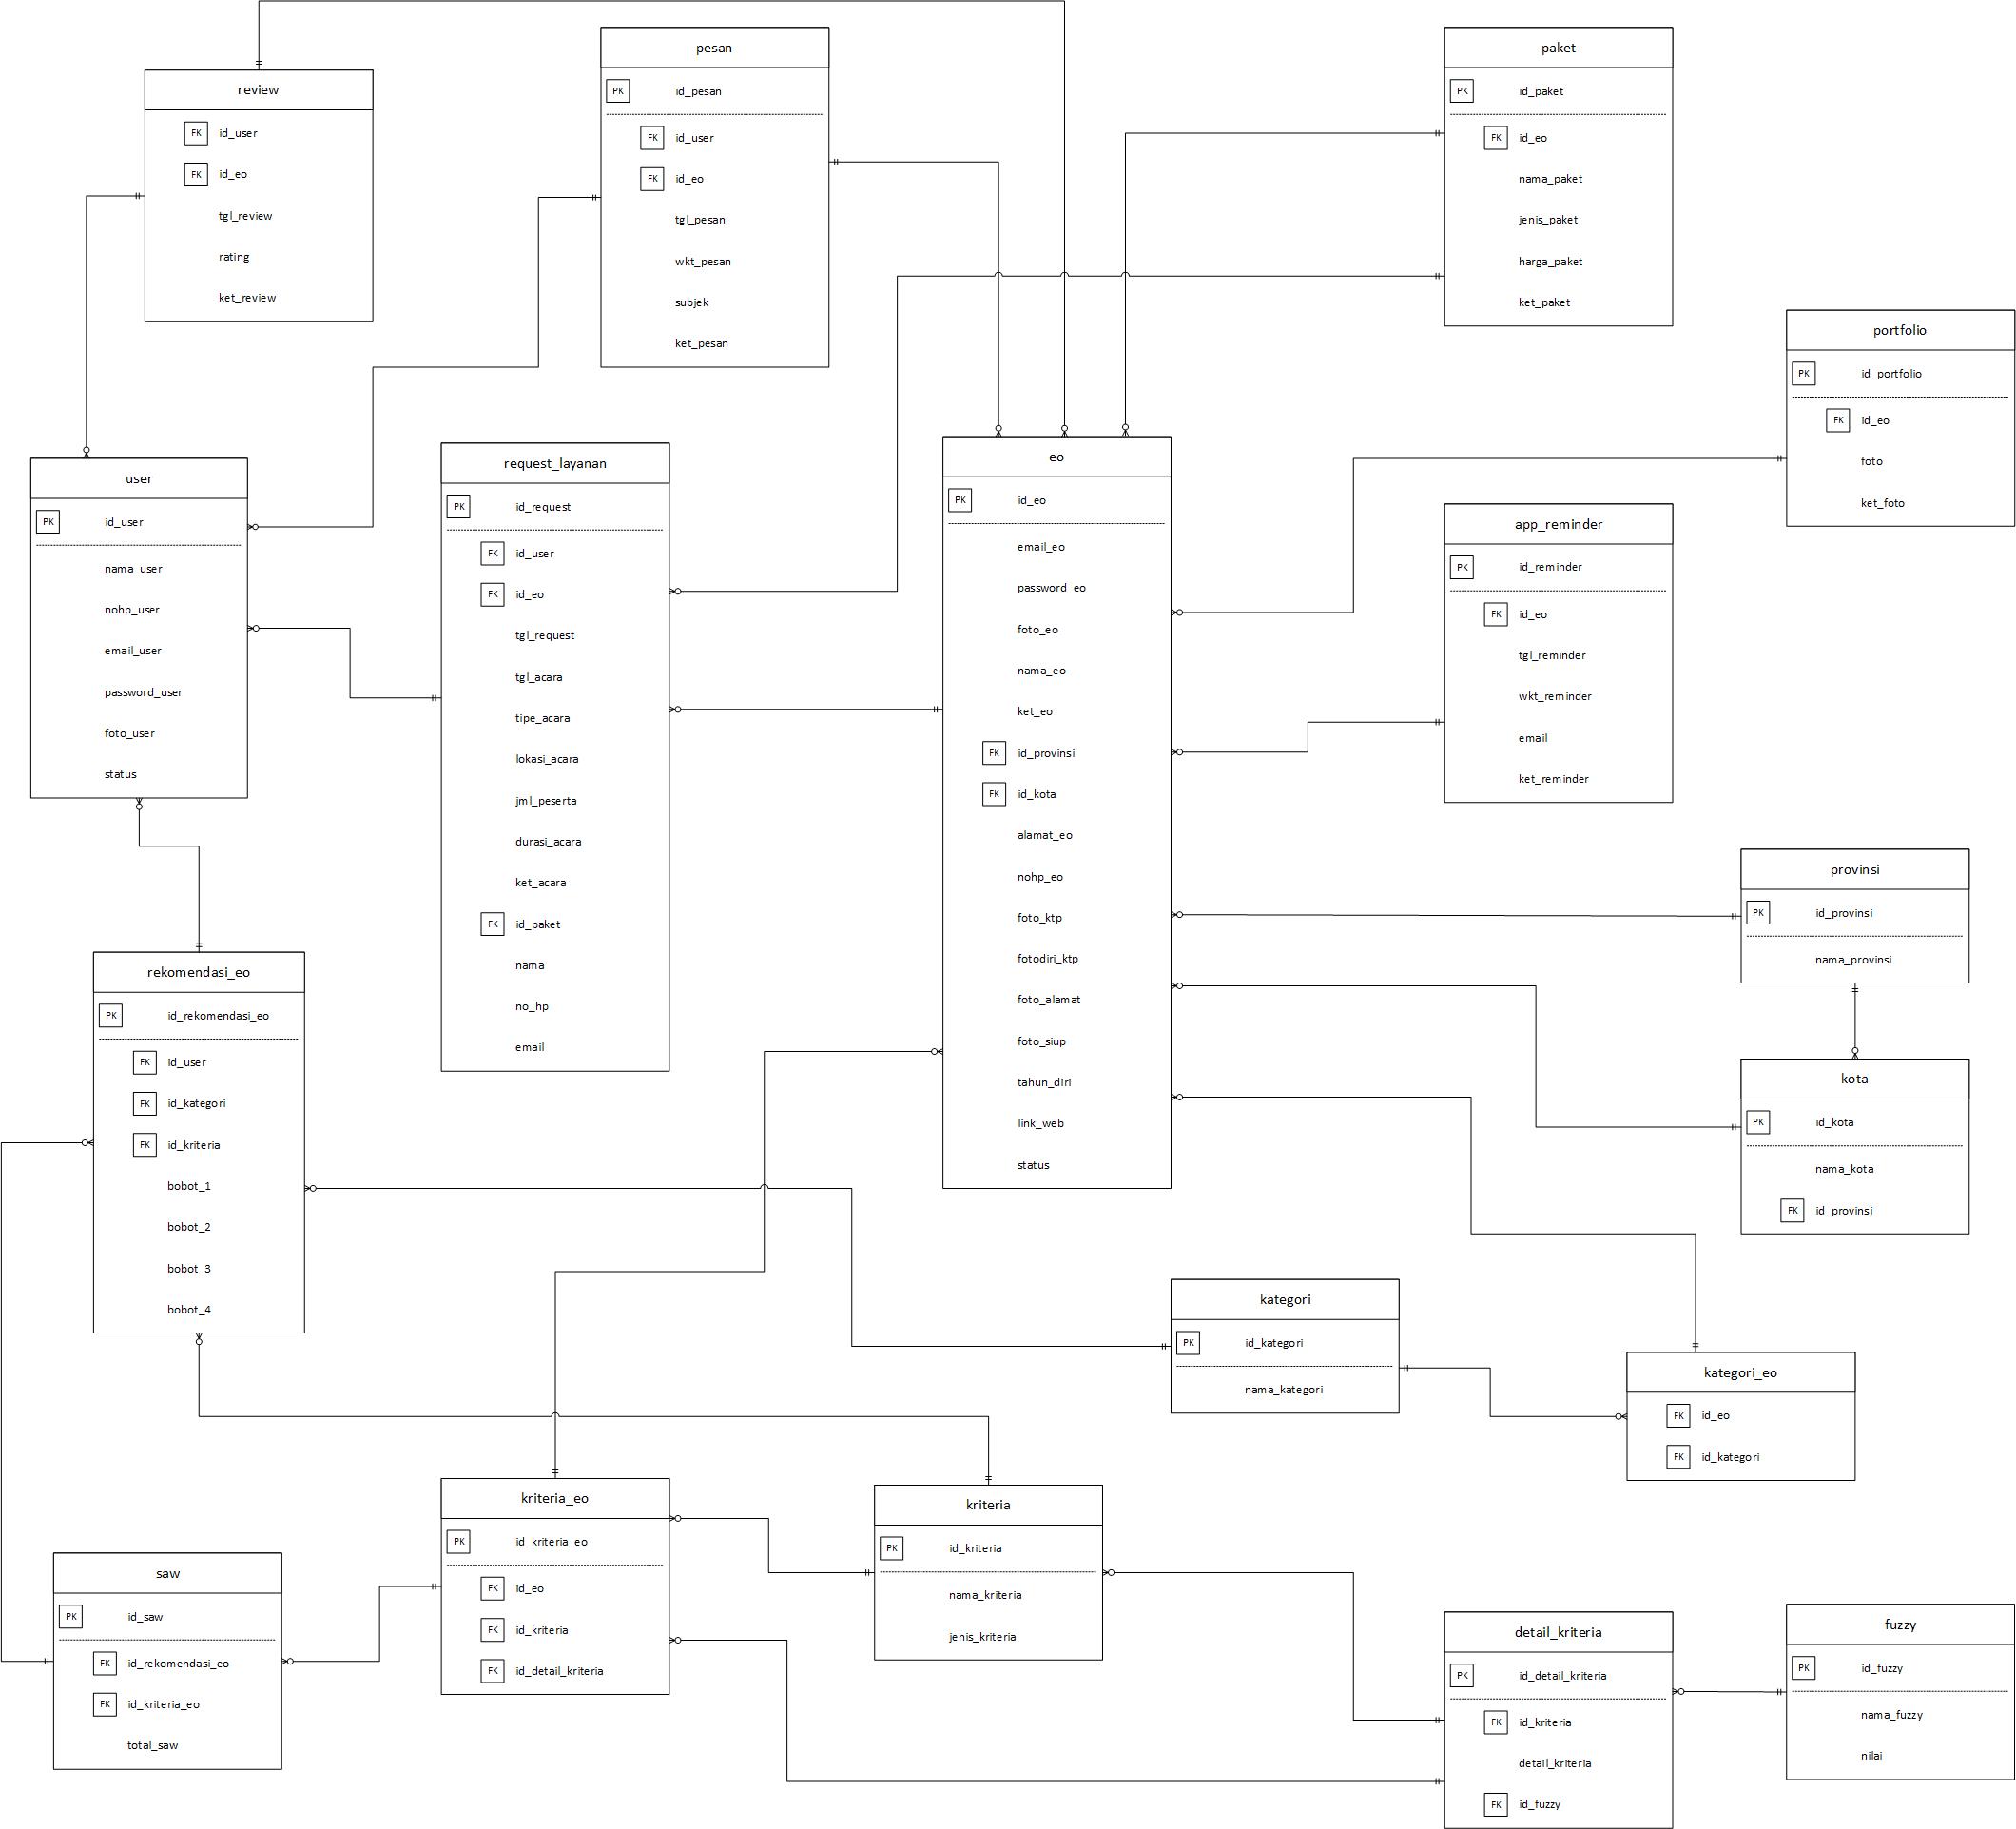 review
FK id_user
FK id_eo
tgl_review
rating
ket_review
pesan
PK id_pesan
FK id_user
FK id_eo
tgl_pesan
wkt_pesan
subjek
ket_pesan
paket
PK id_paket
FK id_eo
nama_paket
jenis_paket
harga_paket
ket_paket
portfolio
PK id_portfolio
FK id_eo
foto
ket_foto
user
PK id_user
nama_user
nohp_user
email_user
password_user
foto_user
status
request_layanan
PK id_request
FK id_user
FK id_eo
tgl_request
tgl_acara
tipe_acara
lokasi_acara
jml_peserta
durasi_acara
ket_acara
FK id_paket
nama
no_hp
email
eo
PK id_eo
email_eo
password_eo
foto_eo
nama_eo
ket_eo
FK id_provinsi
FK id_kota
alamat_eo
nohp_eo
foto_ktp
fotodiri_ktp
foto_alamat
foto_siup
tahun_diri
link_web
status
app_reminder
PK id_reminder
FK id_eo
tgl_reminder
wkt_reminder
email
ket_reminder
provinsi
PK id_provinsi
nama_provinsi
kota
PK id_kota
nama_kota
FK id_provinsi
rekomendasi_eo
PK id_rekomendasi_eo
FK id_user
FK id_kategori
FK id_kriteria
bobot_1
bobot_2
bobot_3
bobot_4
kategori
PK id_kategori
nama_kategori
kategori_eo
FK id_eo
FK id_kategori
saw
PK id_saw
FK id_rekomendasi_eo
FK id_kriteria_eo
total_saw
kriteria_eo
PK id_kriteria_eo
FK id_eo
FK id_kriteria
FK id_detail_kriteria
kriteria
PK id_kriteria
nama_kriteria
jenis_kriteria
detail_kriteria
PK id_detail_kriteria
FK id_kriteria
detail_kriteria
FK id_fuzzy
fuzzy
PK id_fuzzy
nama_fuzzy
nilai